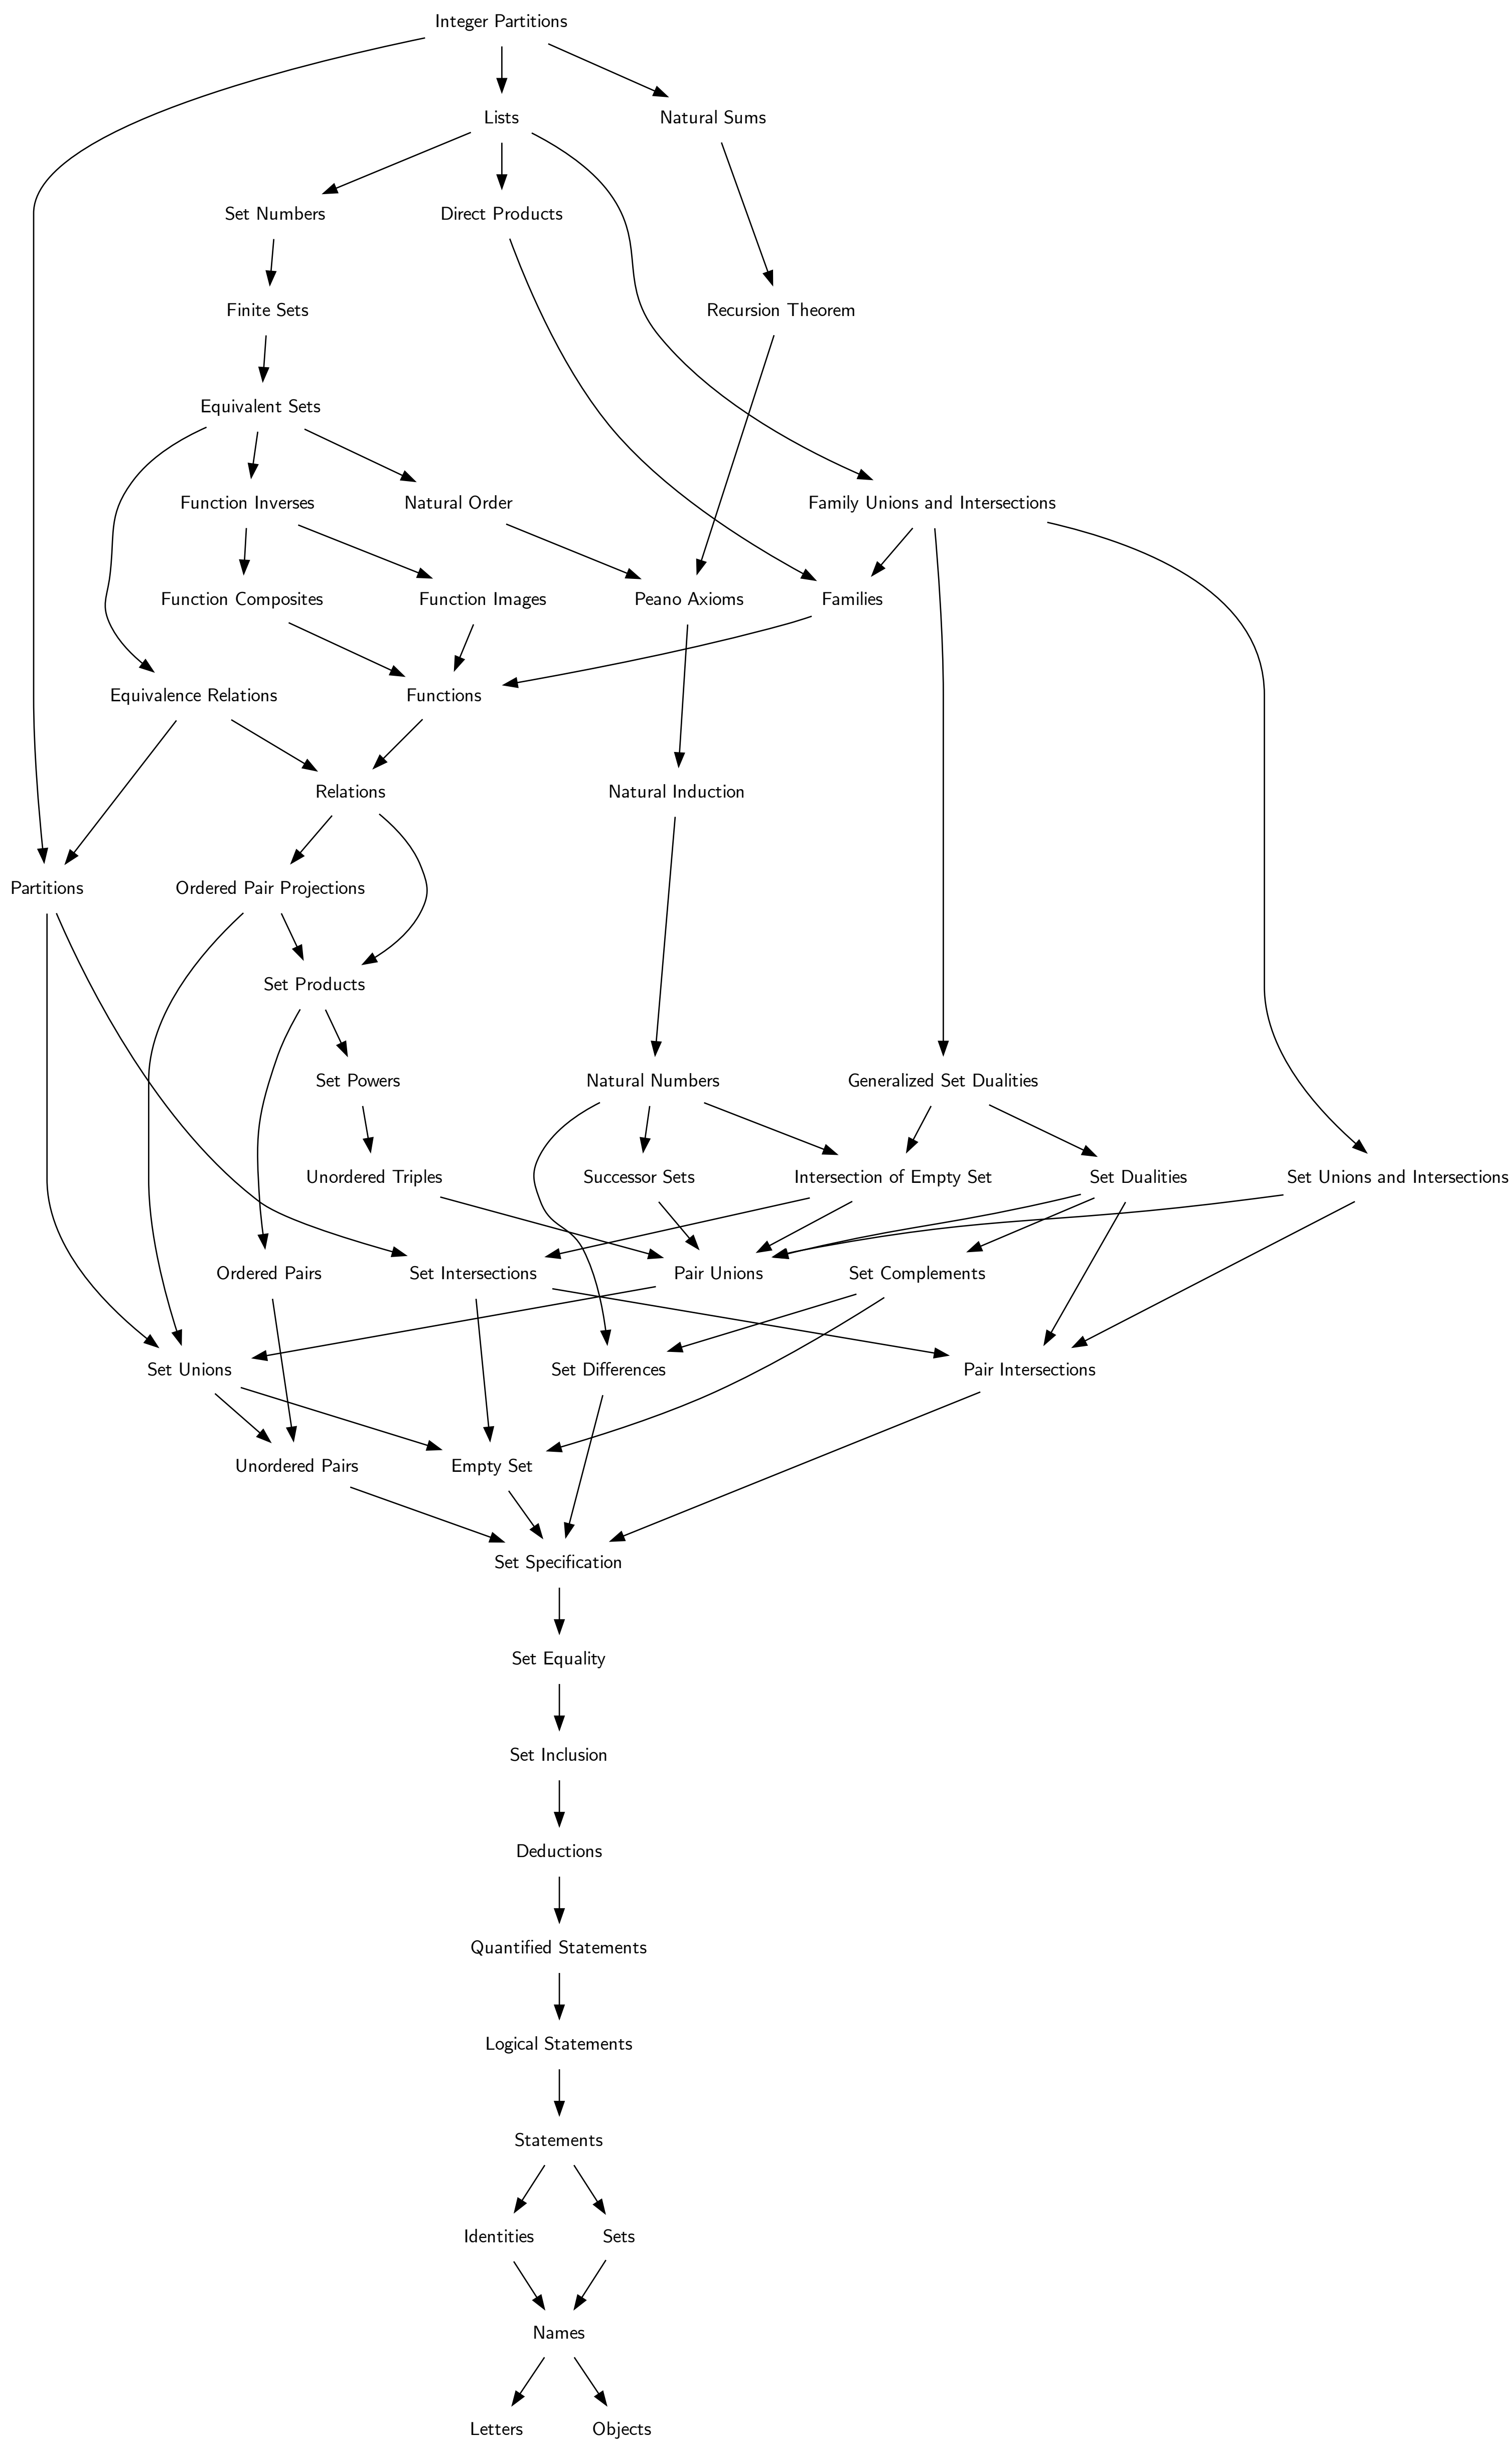 Integer Partitions
Lists
Natural Sums
Set Numbers
Direct Products
Finite Sets
Recursion Theorem
Equivalent Sets
Function Inverses
Natural Order
Family Unions and Intersections
Function Composites
Function Images
Peano Axioms
Families
Equivalence Relations
Functions
Relations
Natural Induction
Partitions
Ordered Pair Projections
Set Products
Set Powers
Natural Numbers
Generalized Set Dualities
Unordered Triples
Successor Sets
Intersection of Empty Set
Set Dualities
Set Unions and Intersections
Ordered Pairs
Set Intersections
Pair Unions
Set Complements
Set Unions
Set Differences
Pair Intersections
Unordered Pairs
Empty Set
Set Specification
Set Equality
Set Inclusion
Deductions
Quantified Statements
Logical Statements
Statements
Identities
Sets
Names
Letters
Objects